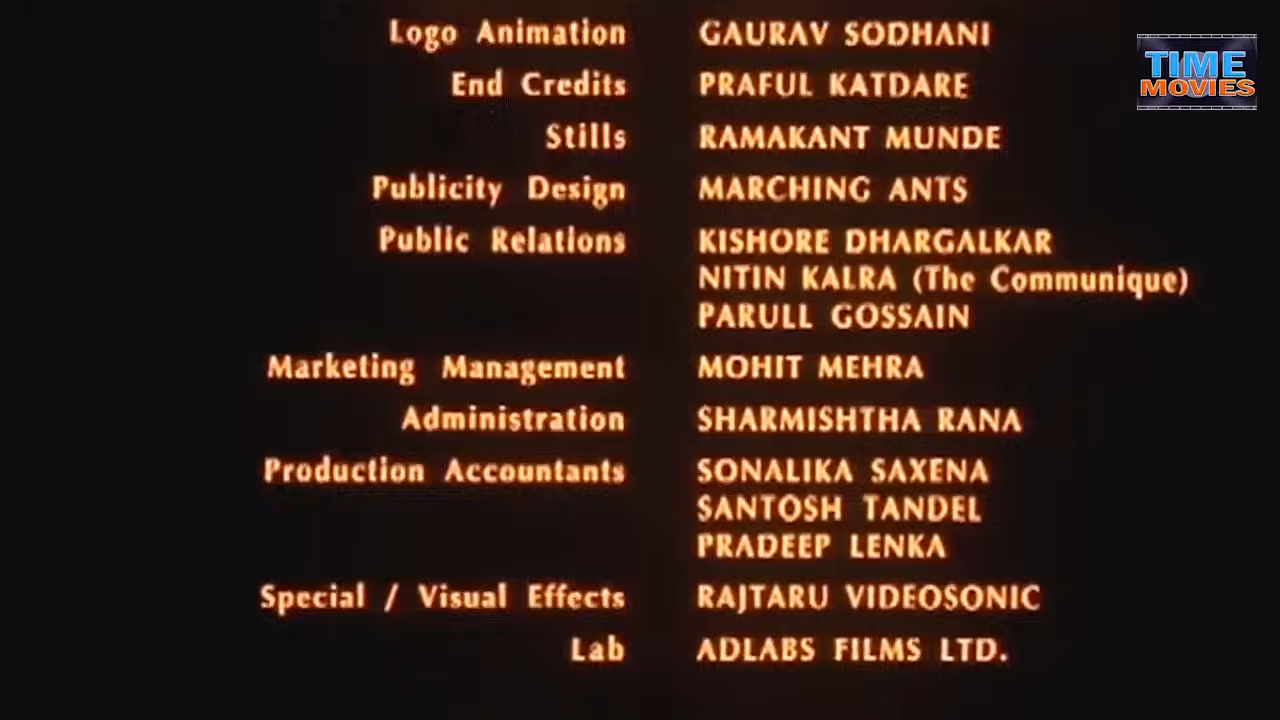 Logo Animation GAURAV SODHANI
TIME
MOVIES
End Credits PRAFUL KATDARE
Stills RAMAKANT MUNDE
Publicity Design MARCHING ANTS
Public Relations KISHORE DHARGALKAR
NITIN KALRA (The Communique)
PARULL GOSSAIN
Marketing Management MOHIT MEHRA
Administration SHARMISHTHA RANA
Production Accountants SONALIKA SAXENA
SANTOSH TANDEL
PRADEEP LENKA
Special / Visual Effects RAJTARU VIDEOSONIC
Lab ADLABS FILMS LTD.